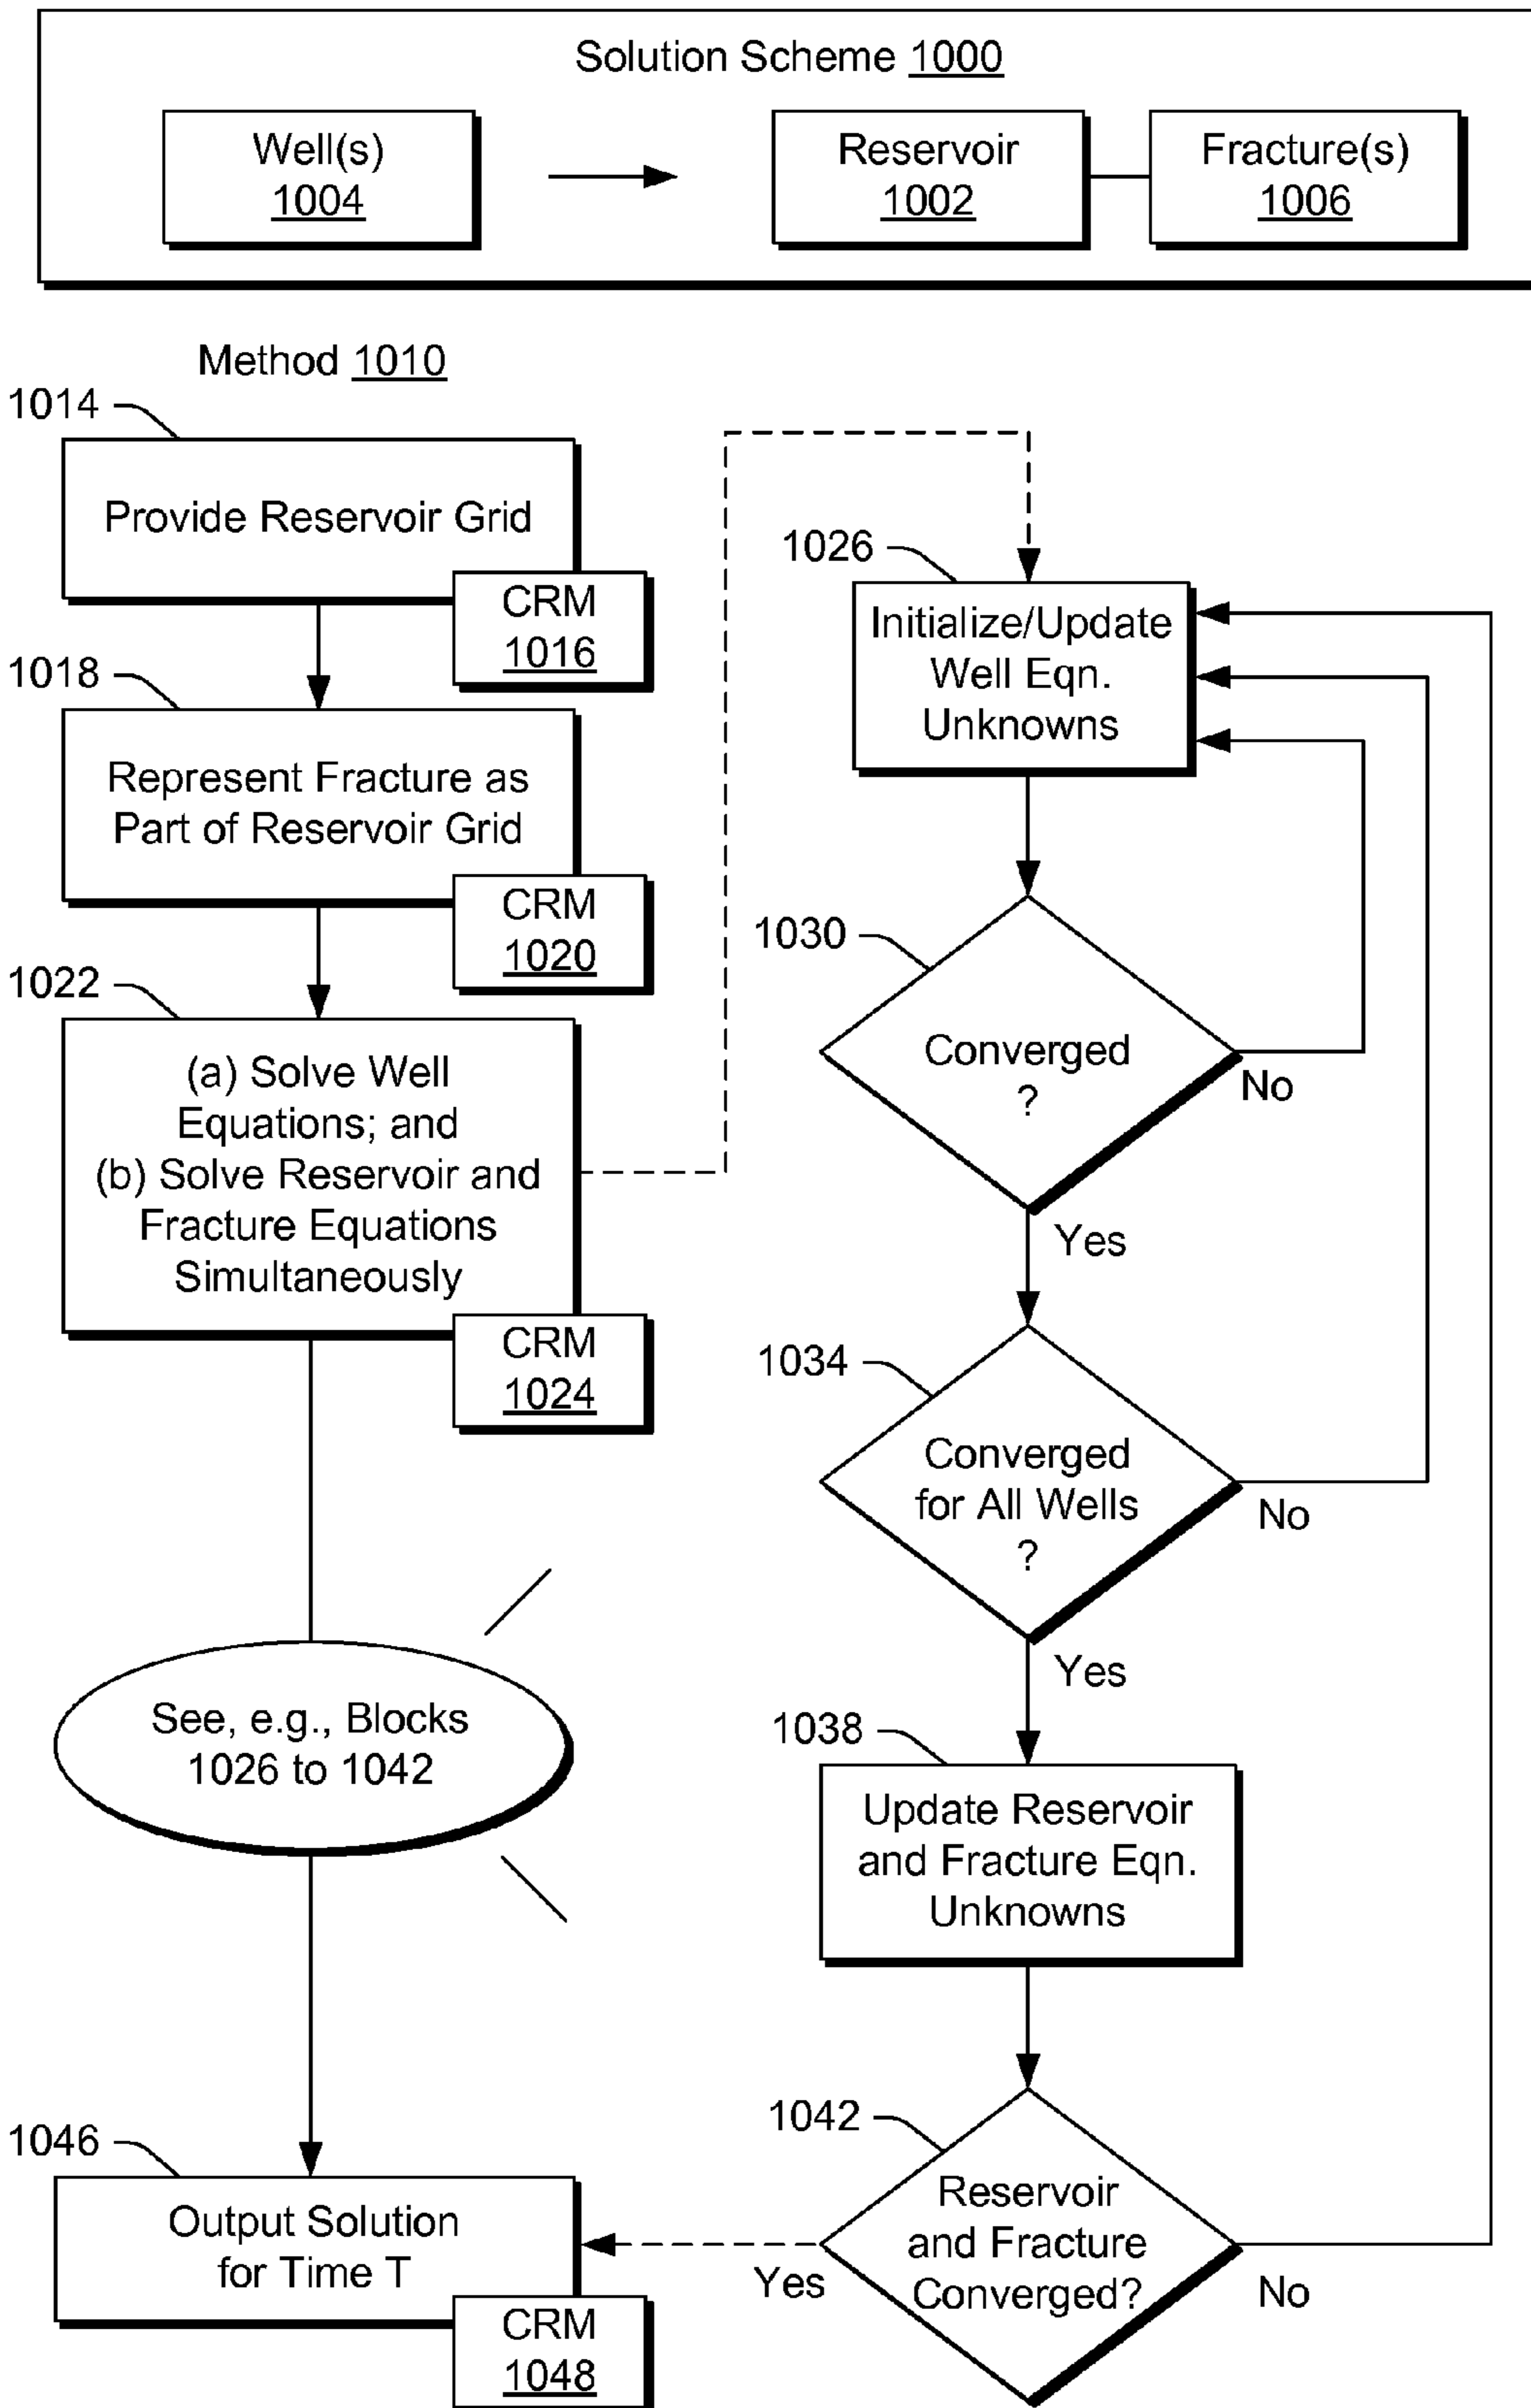 Solution Scheme 1000
Well(s)
1004
Reservoir
1002
Fracture(s)
1006
Method 1010
1014
Provide Reservoir Grid
CRM
1016
1018
Represent Fracture as
Part of Reservoir Grid
CRM
1020
1022
(a) Solve Well
Equations; and
(b) Solve Reservoir and
Fracture Equations
Simultaneously
CRM
1024
See, e.g., Blocks
1026 to 1042
1046
Output Solution
for Time T
CRM
1048
1026
Initialize/Update
Well Eqn.
Unknowns
1030
Converged
?
No
Yes
1034
Converged
for All Wells
?
No
Yes
1038
Update Reservoir
and Fracture Eqn.
Unknowns
1042
Reservoir
and Fracture
Converged?
Yes
No